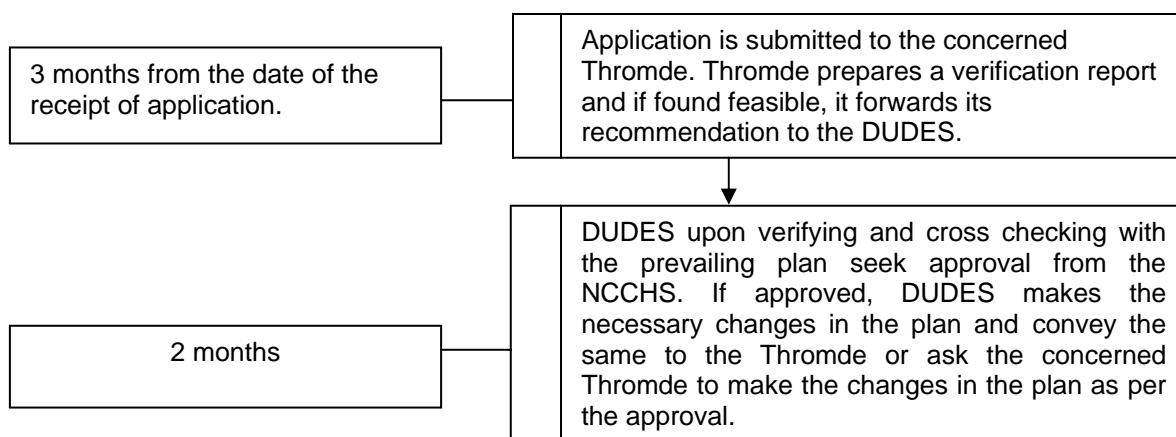 3 months from the date of the
receipt of application.
Application is submitted to the concerned
Thromde. Thromde prepares a verification report
and if found feasible, it forwards its
recommendation to the DUDES.
2 months
DUDES upon verifying and cross checking with
the prevailing plan seek approval from the
NCCHS. If approved, DUDES makes the
necessary changes in the plan and convey the
same to the Thromde or ask the concerned
Thromde to make the changes in the plan as per
the approval.